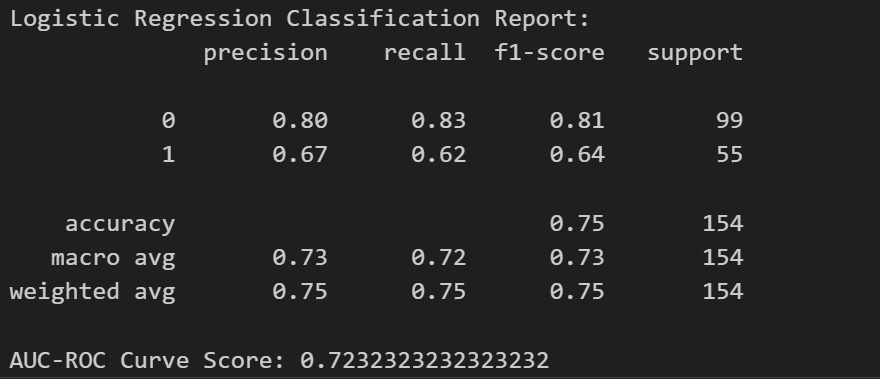 Logistic Regression Classification Report:
precision recall f1-score support
0 0.80 0.83 0.81 99
1 0.67 0.62 0.64 55
accuracy 0.75 154
macro avg 0.73 0.72 0.73 154
weighted avg 0.75 0.75 0.75 154
AUC-ROC Curve Score: 0.7232323232323232